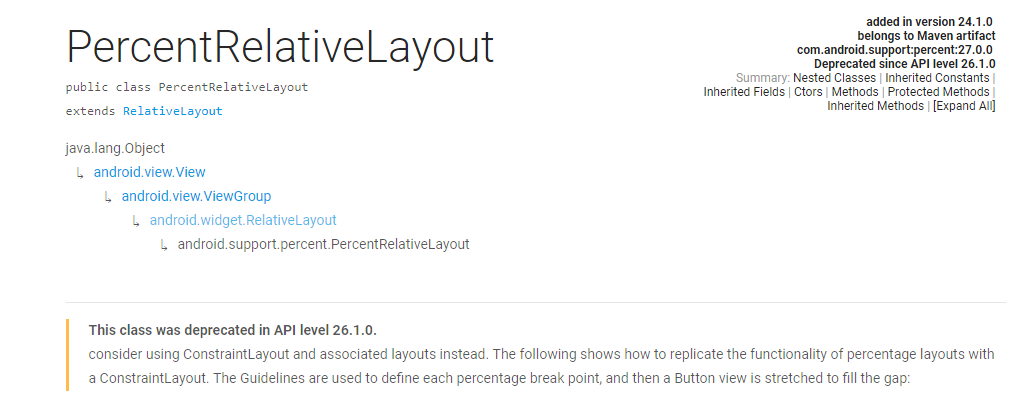 PercentRelativeLayout
added in version 24.1.0
belongs to Maven artifact
com.android.support:percent:27.0.0
Deprecated since API level 26.1.0
Summary: Nested Classes | Inherited Constants |
Inherited Fields | Ctors | Methods | Protected Methods |
Inherited Methods | [Expand All]
public class PercentRelativeLayout
extends RelativeLayout
java.lang.Object
↳ android.view.View
↳ android.view.ViewGroup
↳ android.widget.RelativeLayout
↳ android.support.percent.PercentRelativeLayout
This class was deprecated in API level 26.1.0.
consider using ConstraintLayout and associated layouts instead. The following shows how to replicate the functionality of percentage layouts with
a ConstraintLayout. The Guidelines are used to define each percentage break point, and then a Button view is stretched to fill the gap: